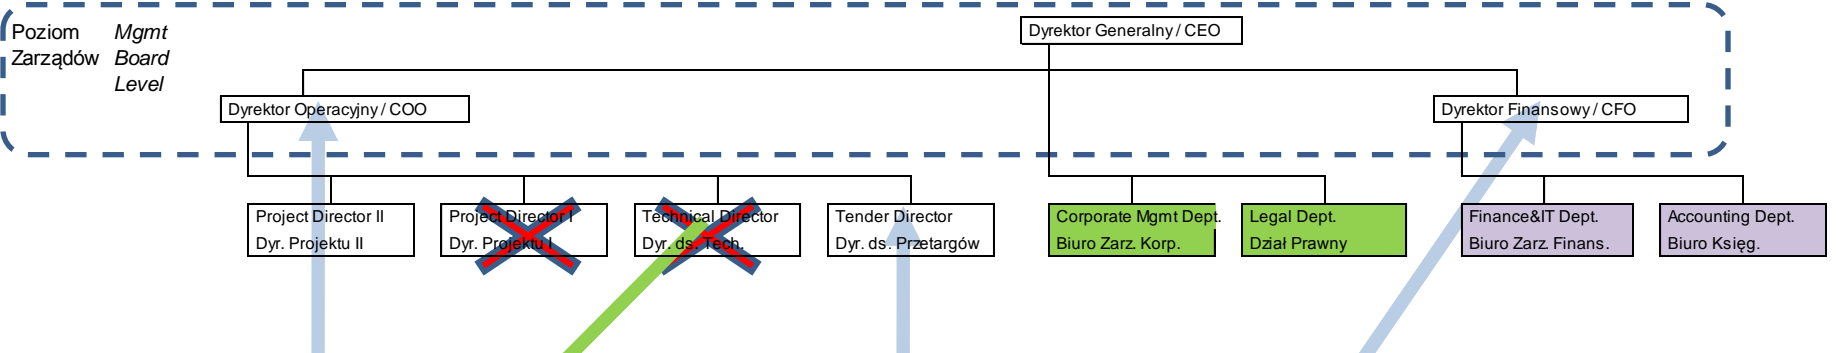 Poziom Mgmt
Zarządów Board
Level
Dyrektor Generalny / CEO
Dyrektor Operacyjny / COO
Dyrektor Finansowy / CFO
Project Director II
Dyr. Projektu II
Project Director I
Dyr. Projektu I
Technical Director
Dyr. ds. Tech.
Tender Director
Dyr. ds. Przetargów
Corporate Mgmt Dept.
Biuro Zarz. Korp.
Legal Dept.
Dział Prawny
Finance&IT Dept.
Biuro Zarz. Finans.
Accounting Dept.
Biuro Księg.